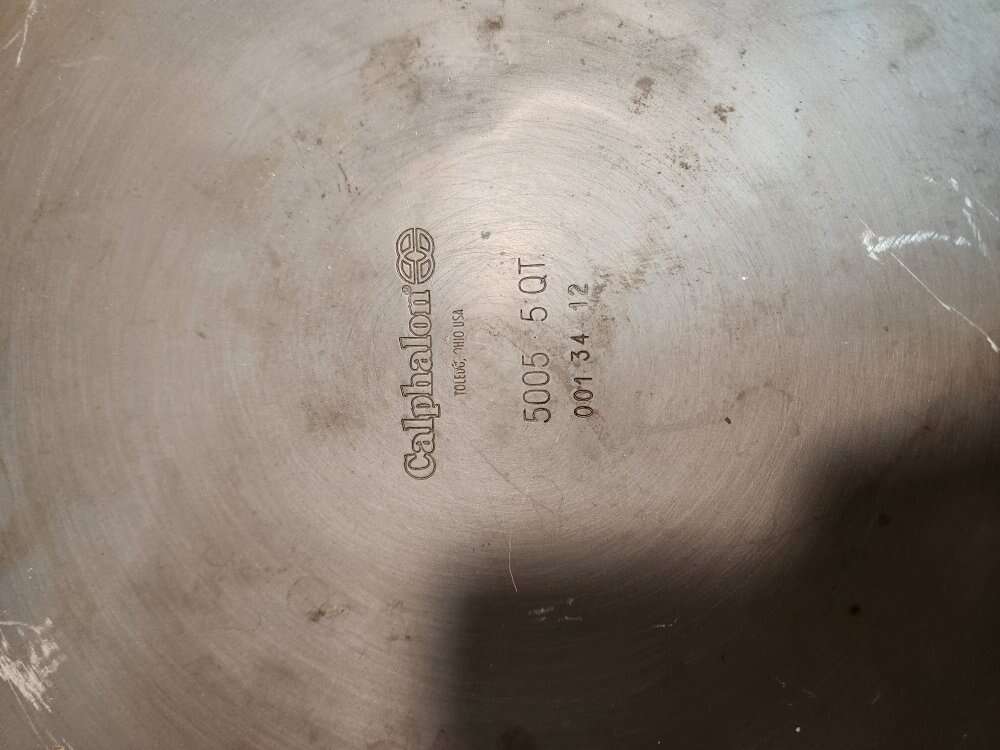 Calphalon®
TOLEDO, OHIO USA
5005 5 QT
001 34 12